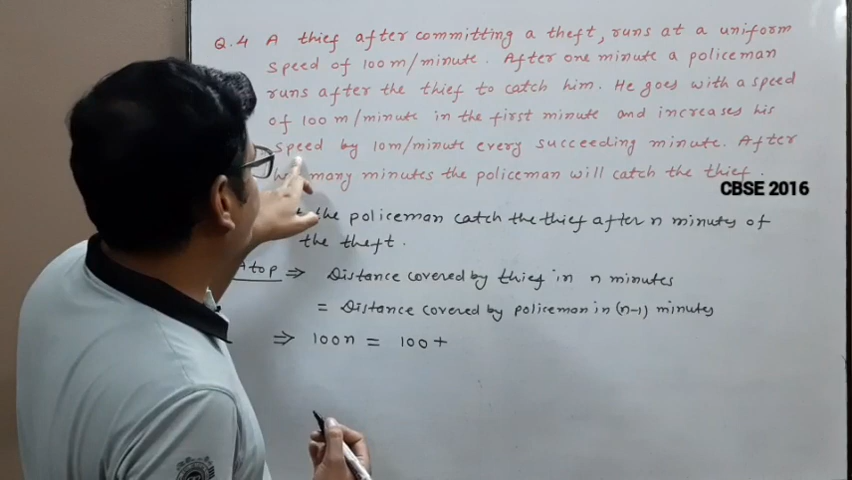 Q.4 A thief after committing a theft, runs at a uniform
speed of 100 m/minute. After one minute a policeman
runs after the thief to catch him. He goes with a speed
of 100 m/minute in the first minute and increases his
speed by 10m/minute every succeeding minute. After
many minutes the policeman will catch the thief.
CBSE 2016
the policeman catch the thief after n minutes of
the theft.
Atop ⇒ Distance covered by thief in n minutes
= Distance covered by policeman in (n-1) minutes
⇒ 100n = 100+